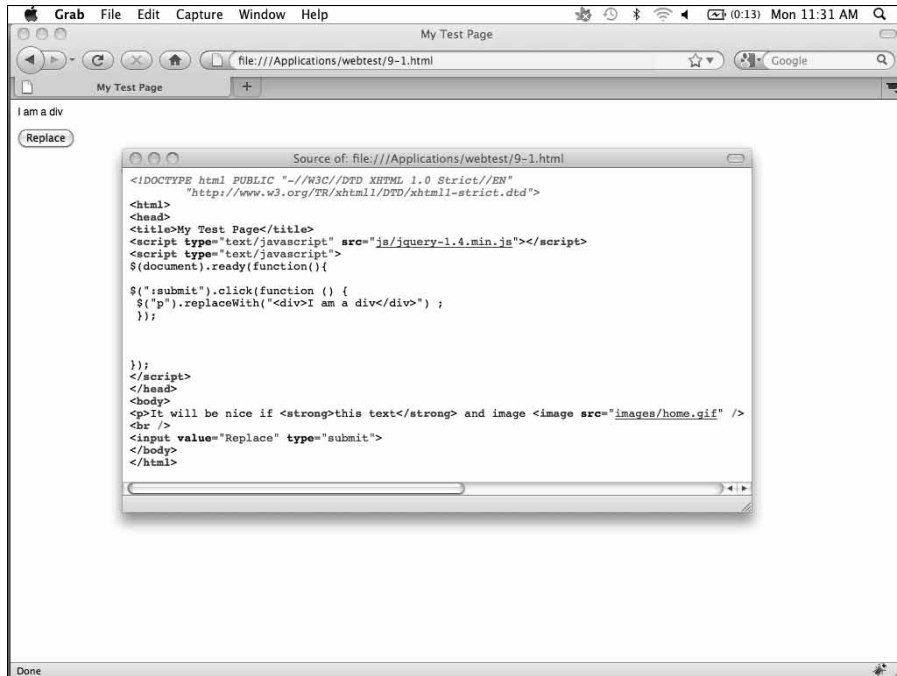 Grab File Edit Capture Window Help (0:13) Mon 11:31 AM
My Test Page
file:///Applications/webtest/9-1.html Google
My Test Page +
I am a div
Replace
Source of: file:///Applications/webtest/9-1.html
<!DOCTYPE html PUBLIC "-//W3C//DTD XHTML 1.0 Strict//EN"
"http://www.w3.org/TR/xhtml1/DTD/xhtml1-strict.dtd">
<html>
<head>
<title>My Test Page</title>
<script type="text/javascript" src="js/jquery-1.4.min.js"></script>
<script type="text/javascript">
$(document).ready(function(){
$(":submit").click(function () {
$("p").replaceWith("<div>I am a div</div>") ;
});
});
</script>
</head>
<body>
<p>It will be nice if <strong>this text</strong> and image <image src="images/home.gif" />
<br />
<input value="Replace" type="submit">
</body>
</html>
Done